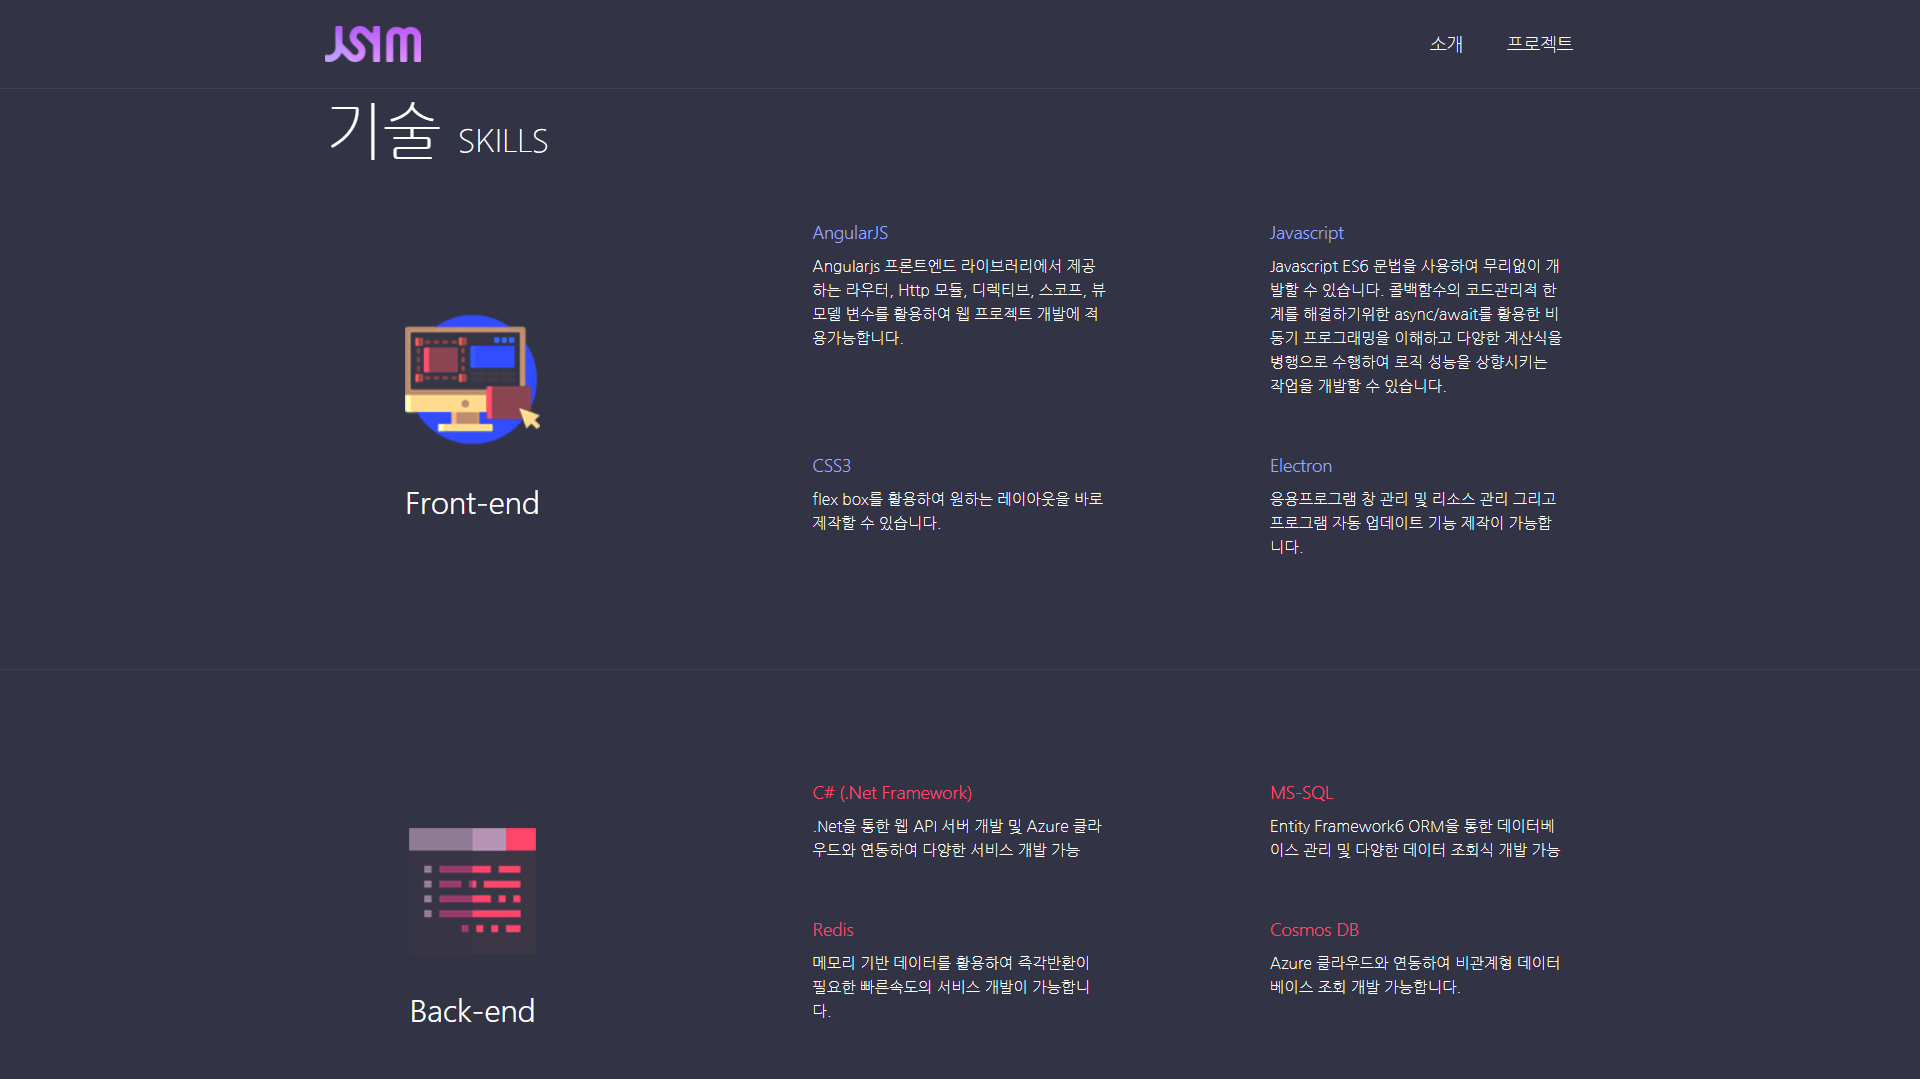 JSIM
소개
프로젝트
기술 SKILLS
Front-end
AngularJS
Angularjs 프론트엔드 라이브러리에서 제공
하는 라우터, Http 모듈, 디렉티브, 스코프, 뷰
모델 변수를 활용하여 웹 프로젝트 개발에 적
용가능합니다.
Javascript
Javascript ES6 문법을 사용하여 무리없이 개
발할 수 있습니다. 콜백함수의 코드관리적 한
계를 해결하기위한 async/await를 활용한 비
동기 프로그래밍을 이해하고 다양한 계산식을
병행으로 수행하여 로직 성능을 상향시키는
작업을 개발할 수 있습니다.
CSS3
flex box를 활용하여 원하는 레이아웃을 바로
제작할 수 있습니다.
Electron
응용프로그램 창 관리 및 리소스 관리 그리고
프로그램 자동 업데이트 기능 제작이 가능합
니다.
Back-end
C# (.Net Framework)
.Net을 통한 웹 API 서버 개발 및 Azure 클라
우드와 연동하여 다양한 서비스 개발 가능
MS-SQL
Entity Framework6 ORM을 통한 데이터베
이스 관리 및 다양한 데이터 조회식 개발 가능
Redis
메모리 기반 데이터를 활용하여 즉각반환이
필요한 빠른속도의 서비스 개발이 가능합니
다.
Cosmos DB
Azure 클라우드와 연동하여 비관계형 데이터
베이스 조회 개발 가능합니다.